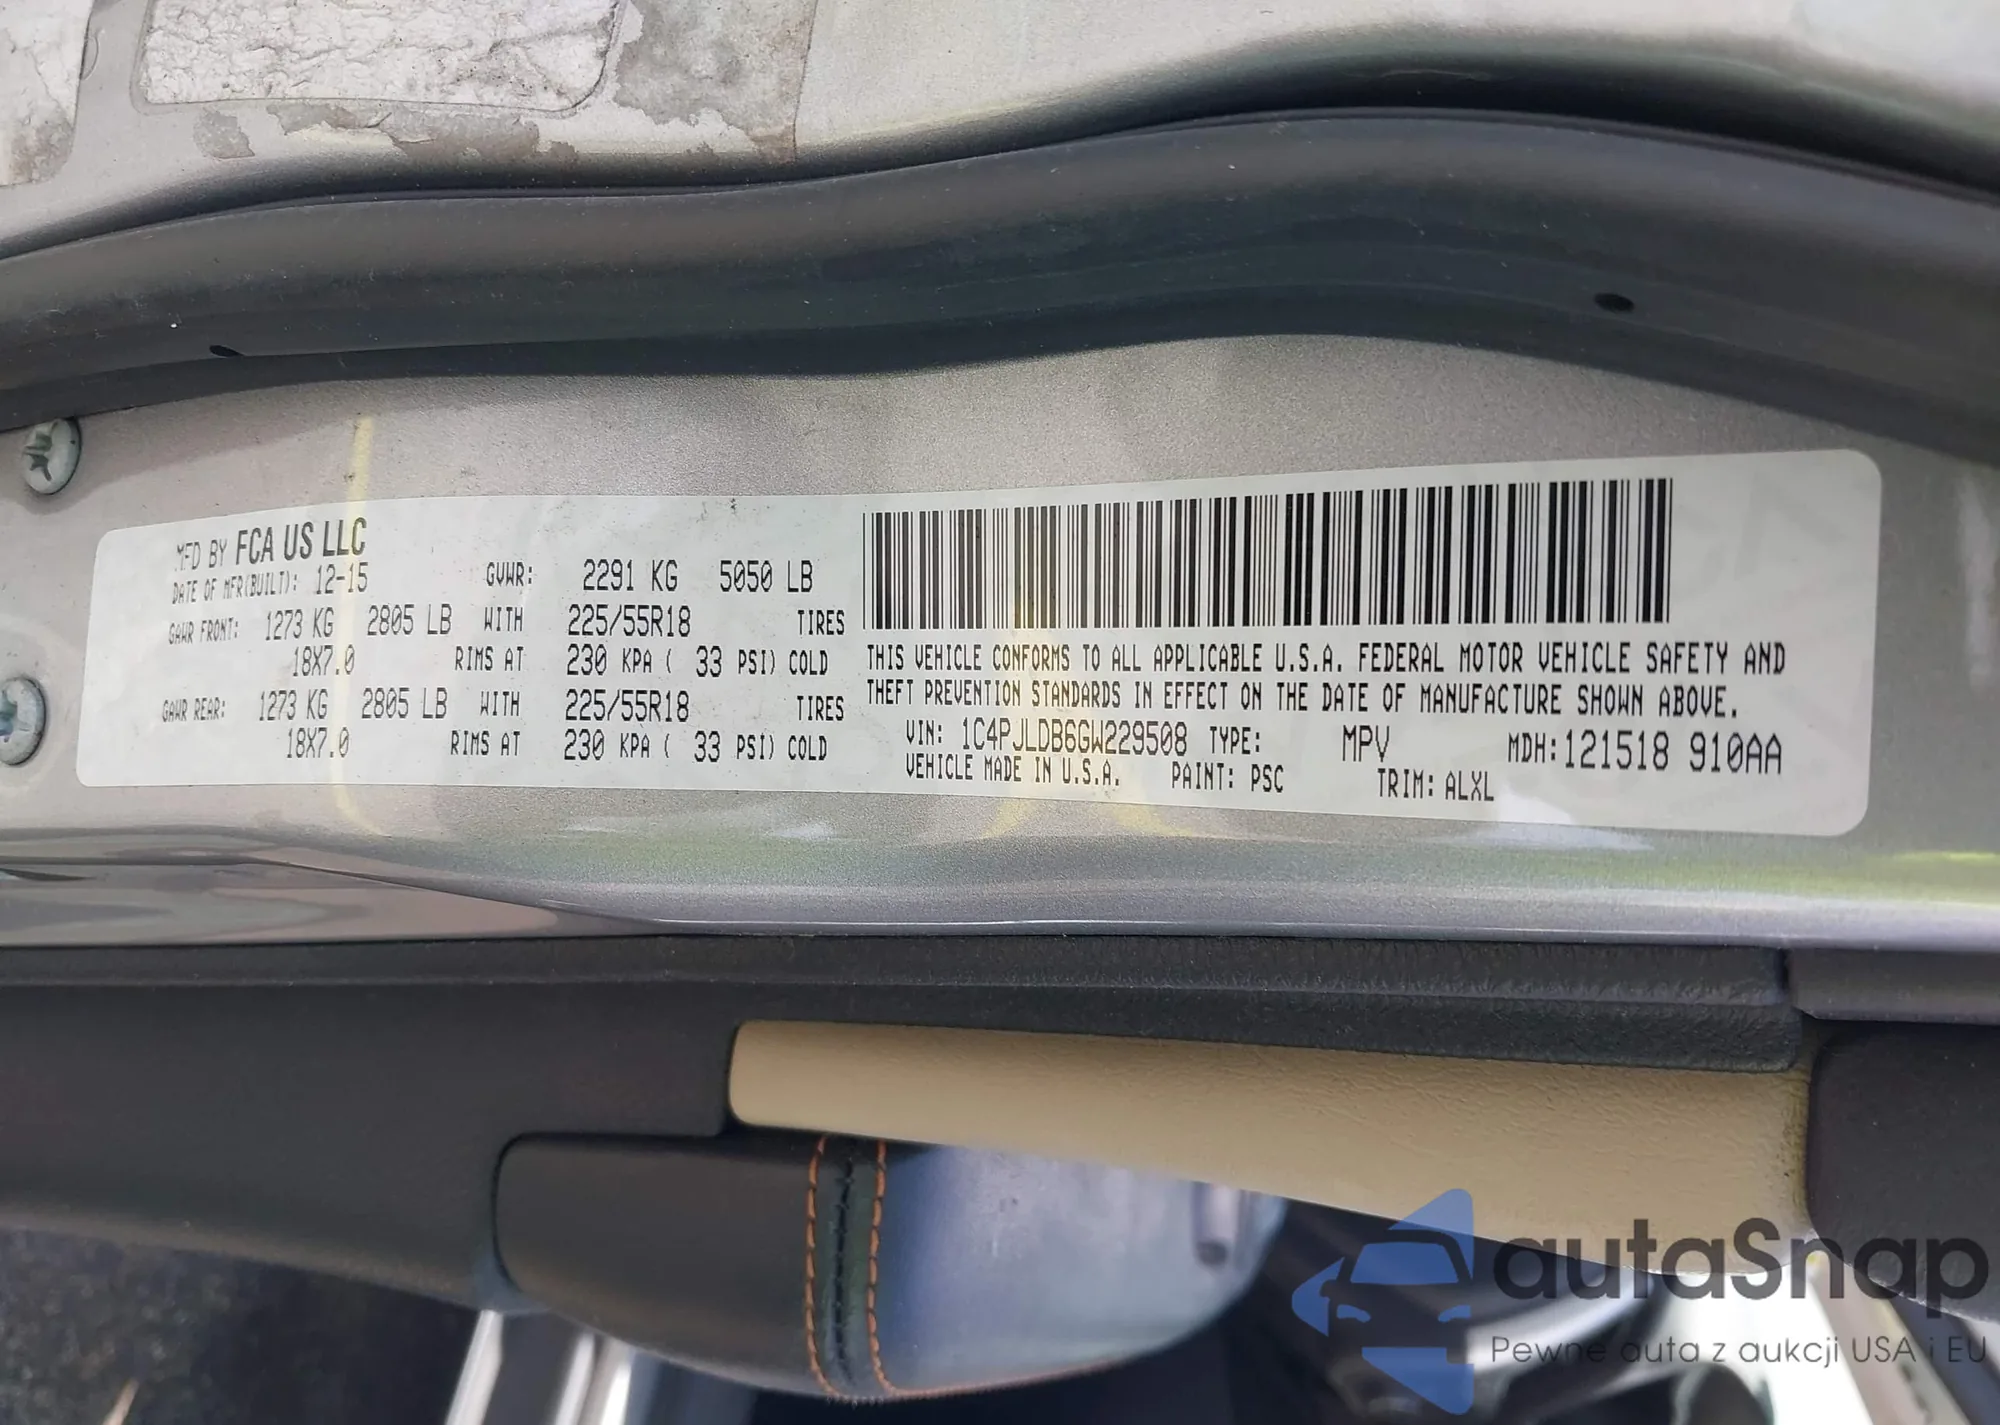 MFD BY FCA US LLC
DATE OF MFR(BUILT): 12-15 GVWR: 2291 KG 5050 LB
GAWR FRONT: 1273 KG 2805 LB WITH 225/55R18 TIRES
18X7.0 RIMS AT 230 KPA ( 33 PSI) COLD
GAWR REAR: 1273 KG 2805 LB WITH 225/55R18 TIRES
18X7.0 RIMS AT 230 KPA ( 33 PSI) COLD
THIS VEHICLE CONFORMS TO ALL APPLICABLE U.S.A. FEDERAL MOTOR VEHICLE SAFETY AND
THEFT PREVENTION STANDARDS IN EFFECT ON THE DATE OF MANUFACTURE SHOWN ABOVE.
VIN: 1C4PJLDB6GW229508 TYPE: MPV MDH:121518 910AA
VEHICLE MADE IN U.S.A. PAINT: PSC TRIM: ALXL
autaSnap
Pewne auta z aukcji USA i EU